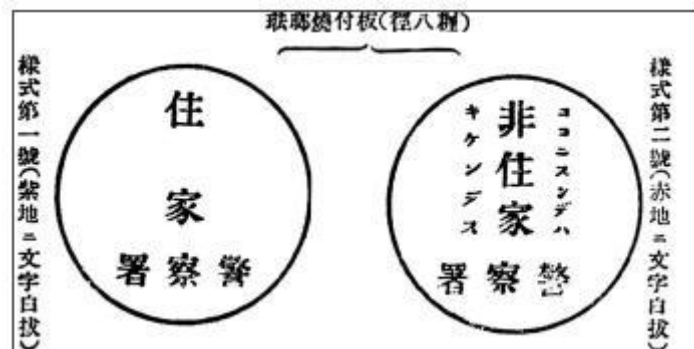 琺瑯燒付板(徑八糎)
樣式第二號(赤地ニ文字白拔)
ココニスンデハ
非住家
キケンデス
警察署
樣式第一號(紫地ニ文字白拔)
住家
警察署